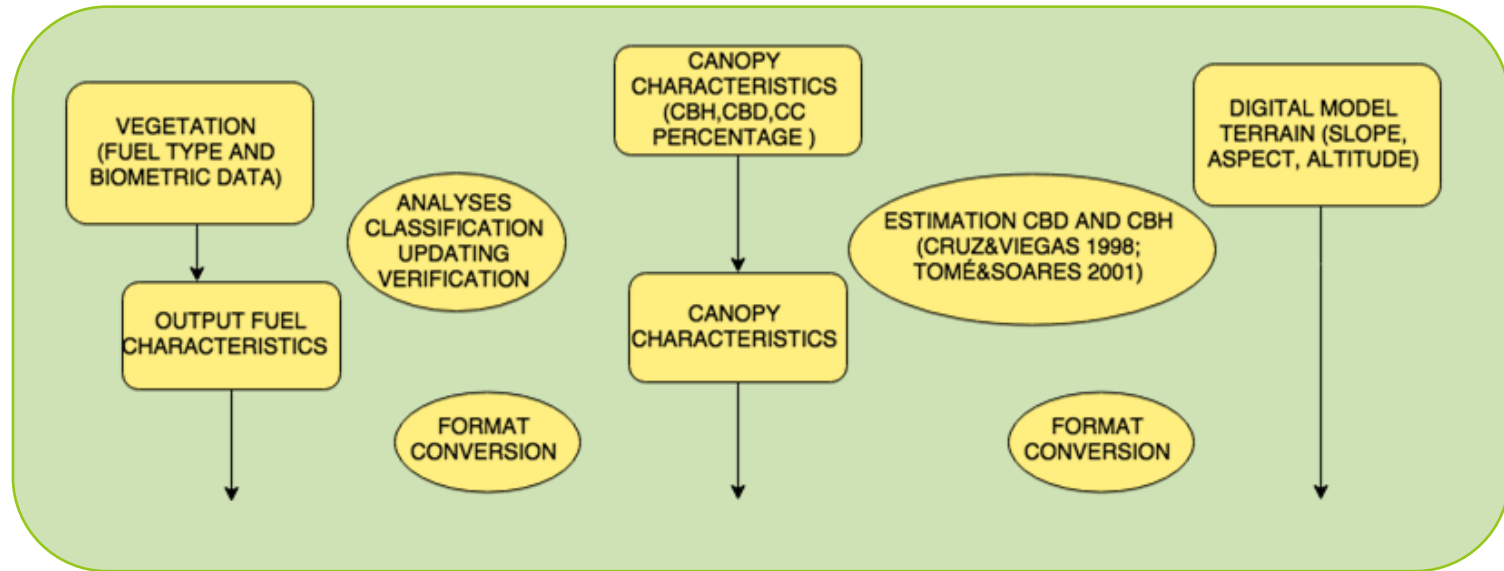 VEGETATION
(FUEL TYPE AND
BIOMETRIC DATA)
OUTPUT FUEL
CHARACTERISTICS
ANALYSES
CLASSIFICATION
UPDATING
VERIFICATION
FORMAT
CONVERSION
CANOPY
CHARACTERISTICS
(CBH,CBD,CC
PERCENTAGE )
CANOPY
CHARACTERISTICS
ESTIMATION CBD AND CBH
(CRUZ&VIEGAS 1998;
TOMÉ&SOARES 2001)
FORMAT
CONVERSION
DIGITAL MODEL
TERRAIN (SLOPE,
ASPECT, ALTITUDE)